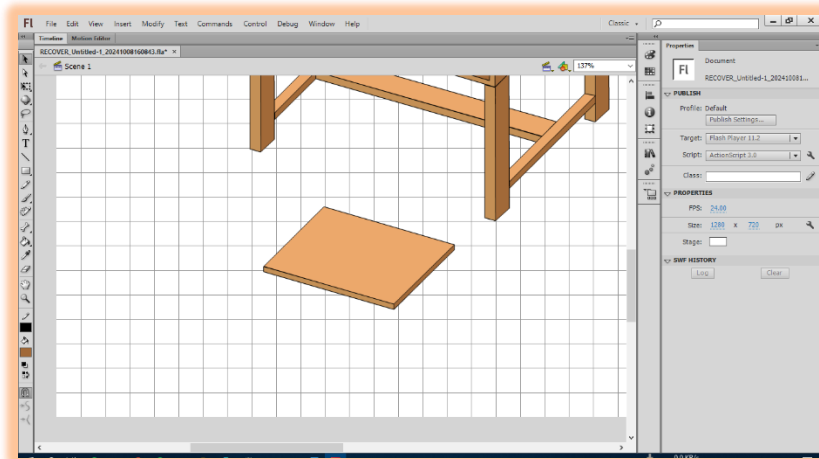 Fl File Edit View Insert Modify Text Commands Control Debug Window Help Classic
Timeline Motion Editor
RECOVER_Untitled-1_20241008160843.fla* ×
Scene 1 137%
Properties
Document
Fl
RECOVER_Untitled-1_202410081...
PUBLISH
Profile: Default
Publish Settings...
Target: Flash Player 11.2
Script: ActionScript 3.0
Class:
PROPERTIES
FPS: 24.00
Size: 1280 x 720 px
Stage:
SWF HISTORY
Log Clear